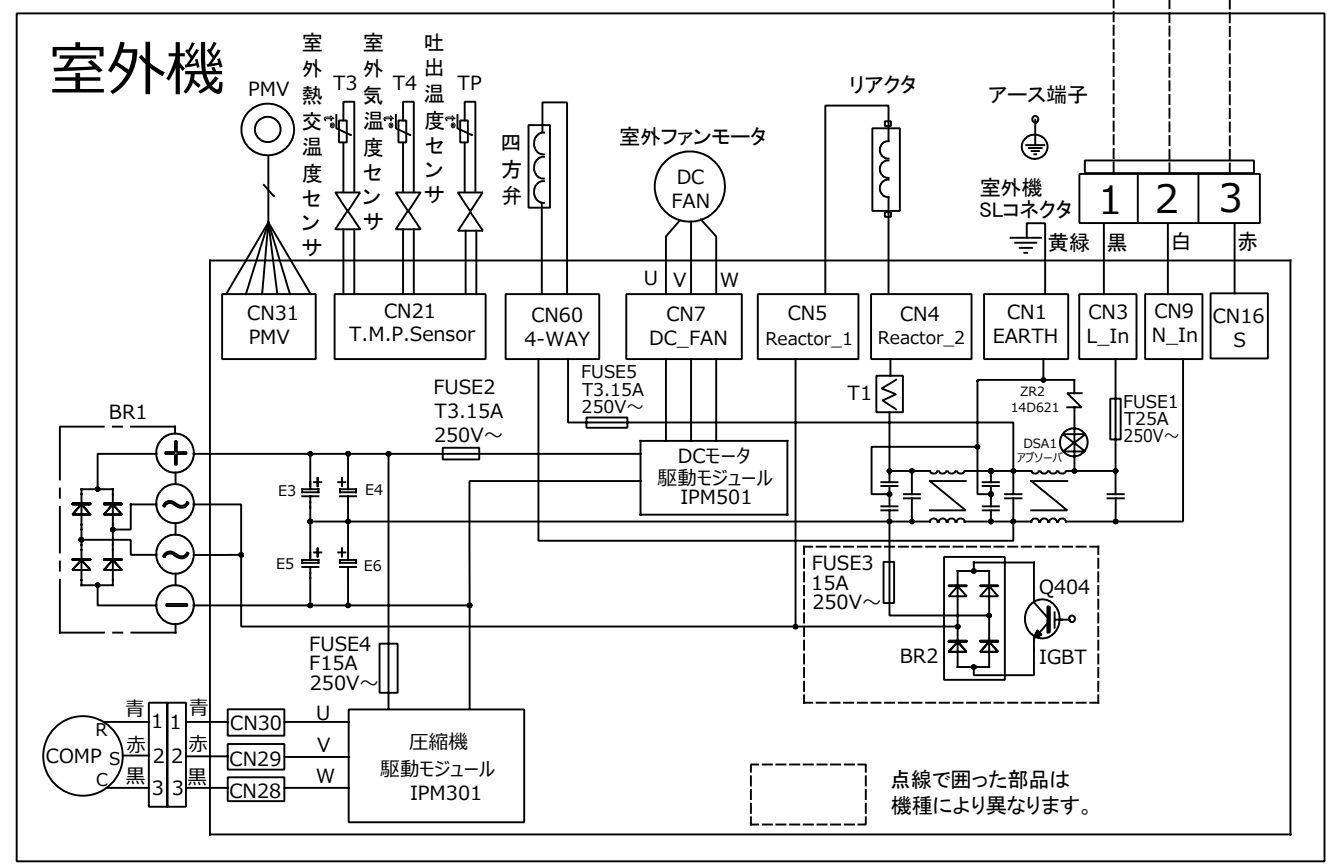 室外機
PMV
室外熱交温度センサ
T3
室外気温度センサ
T4
吐出温度センサ
TP
四方弁
室外ファンモータ
DC
FAN
リアクタ
アース端子
室外機
SLコネクタ
1
2
3
黄緑
黒
白
赤
U
V
W
CN31
PMV
CN21
T.M.P.Sensor
CN60
4-WAY
CN7
DC_FAN
CN5
Reactor_1
CN4
Reactor_2
CN1
EARTH
CN3
L_In
CN9
N_In
CN16
S
FUSE5
T3.15A
250V～
FUSE2
T3.15A
250V～
T1
ZR2
14D621
DSA1
アブソーバ
FUSE1
T25A
250V～
BR1
+
～
～
−
E3
+
E4
+
E5
+
E6
+
DCモータ
駆動モジュール
IPM501
FUSE3
15A
250V～
BR2
Q404
IGBT
FUSE4
F15A
250V～
COMP
R
S
C
青
赤
黒
1
2
3
1
2
3
青
赤
黒
CN30
CN29
CN28
U
V
W
圧縮機
駆動モジュール
IPM301
点線で囲った部品は
機種により異なります。